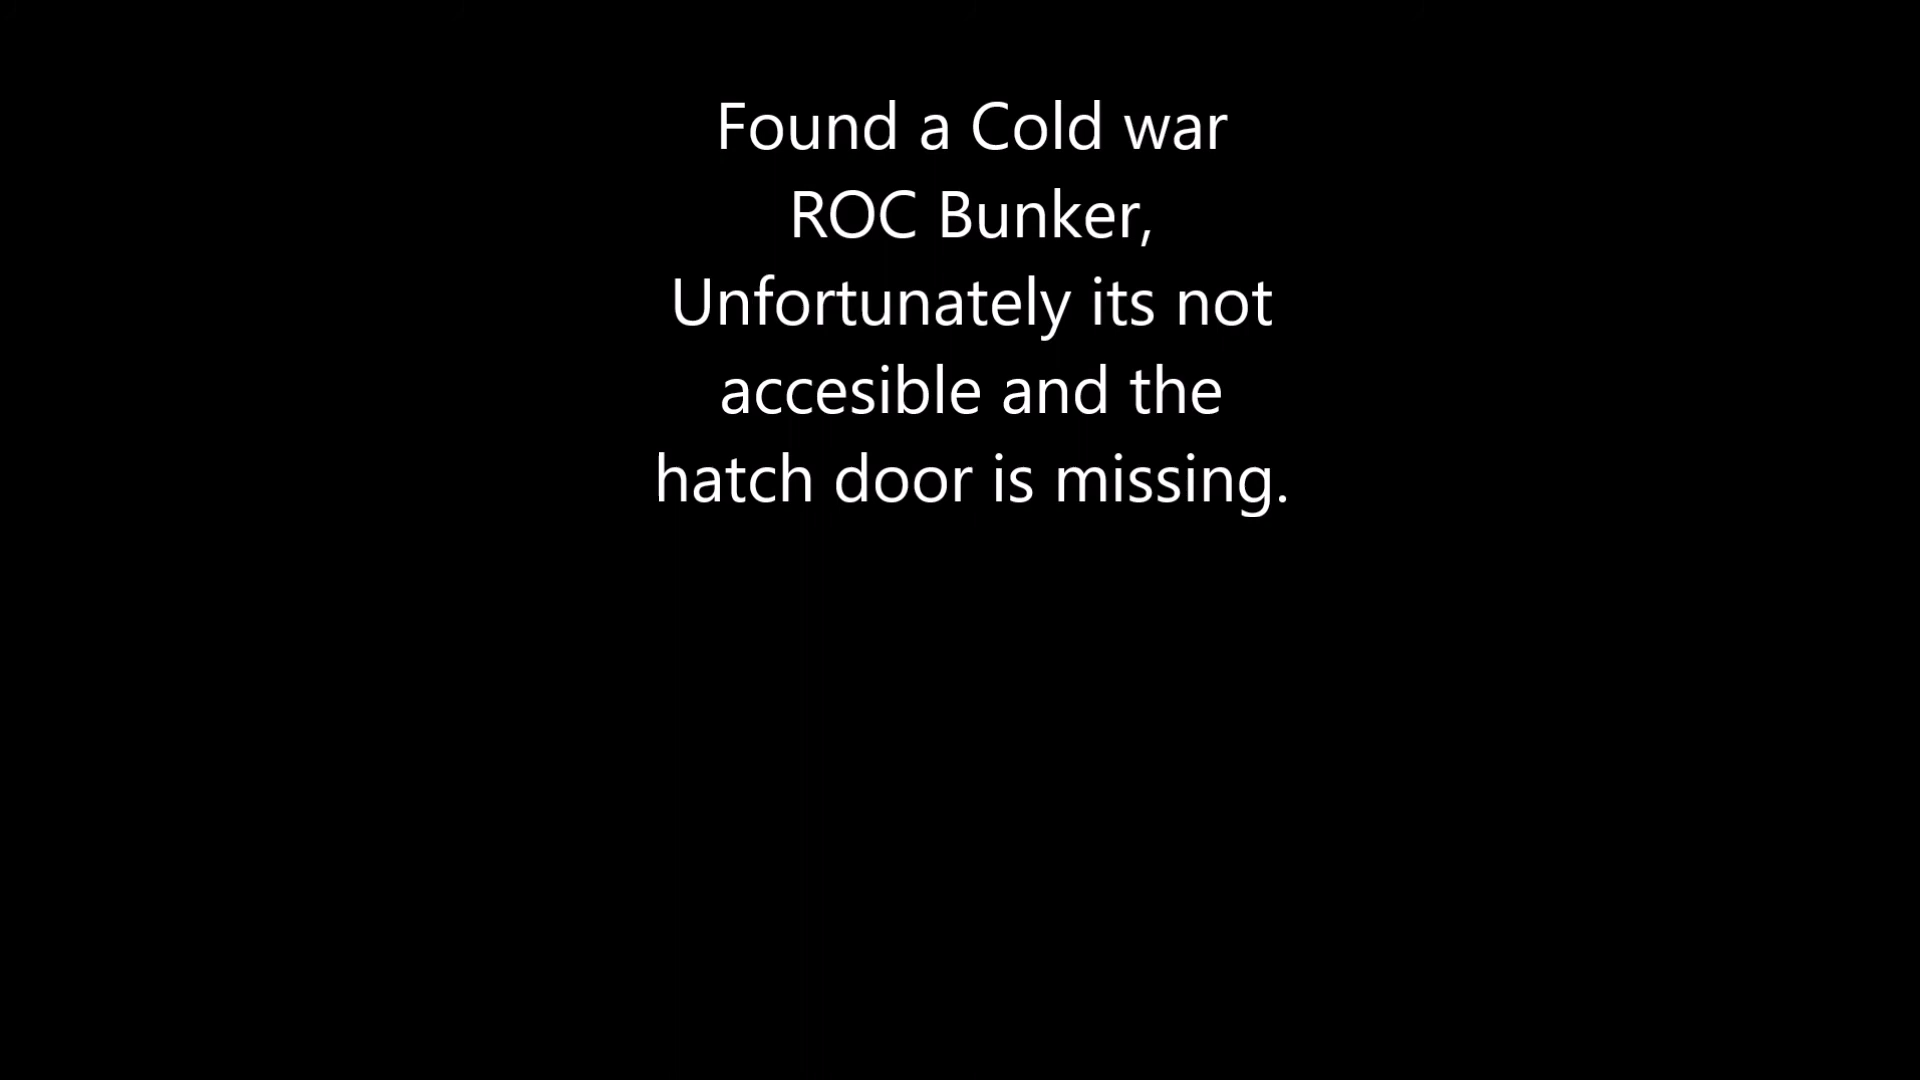 Found a Cold war
ROC Bunker,
Unfortunately its not
accesible and the
hatch door is missing.